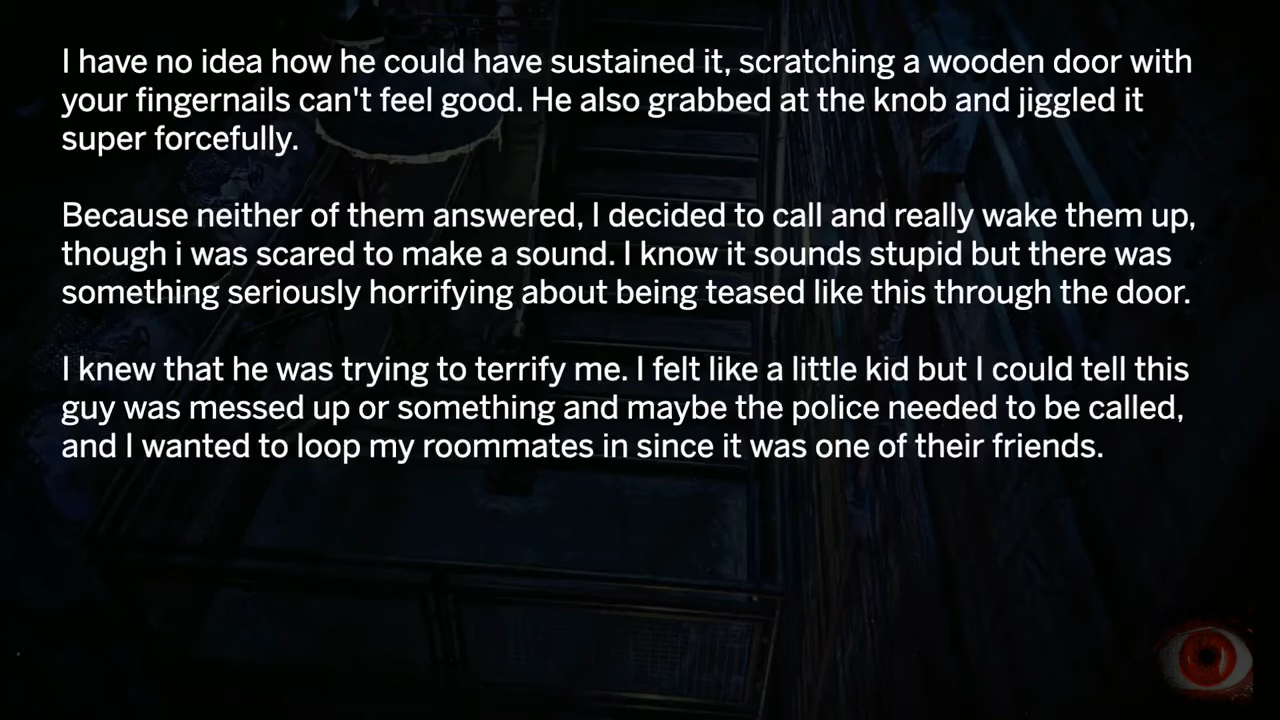 I have no idea how he could have sustained it, scratching a wooden door with
your fingernails can't feel good. He also grabbed at the knob and jiggled it
super forcefully.
Because neither of them answered, I decided to call and really wake them up,
though i was scared to make a sound. I know it sounds stupid but there was
something seriously horrifying about being teased like this through the door.
I knew that he was trying to terrify me. I felt like a little kid but I could tell this
guy was messed up or something and maybe the police needed to be called,
and I wanted to loop my roommates in since it was one of their friends.